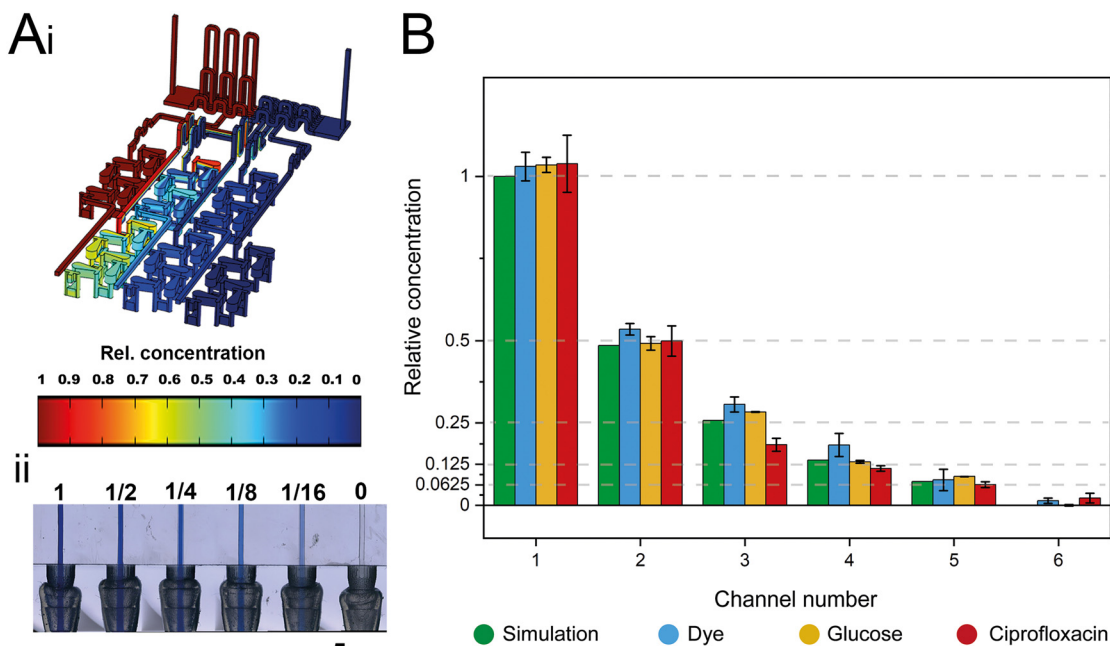 Ai
Rel. concentration
1 0.9 0.8 0.7 0.6 0.5 0.4 0.3 0.2 0.1 0
ii
1 1/2 1/4 1/8 1/16 0
B
Relative concentration
1
0.5
0.25
0.125
0.0625
0
1 2 3 4 5 6
Channel number
Simulation Dye Glucose Ciprofloxacin